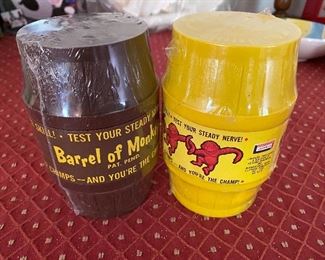 SKILL! • TEST YOUR STEADY
Barrel of Monke
PAT. PEND.
CHAMPS—AND YOU'RE THE
TEST YOUR STEADY NERVE!
AND YOU'RE THE CHAMP!